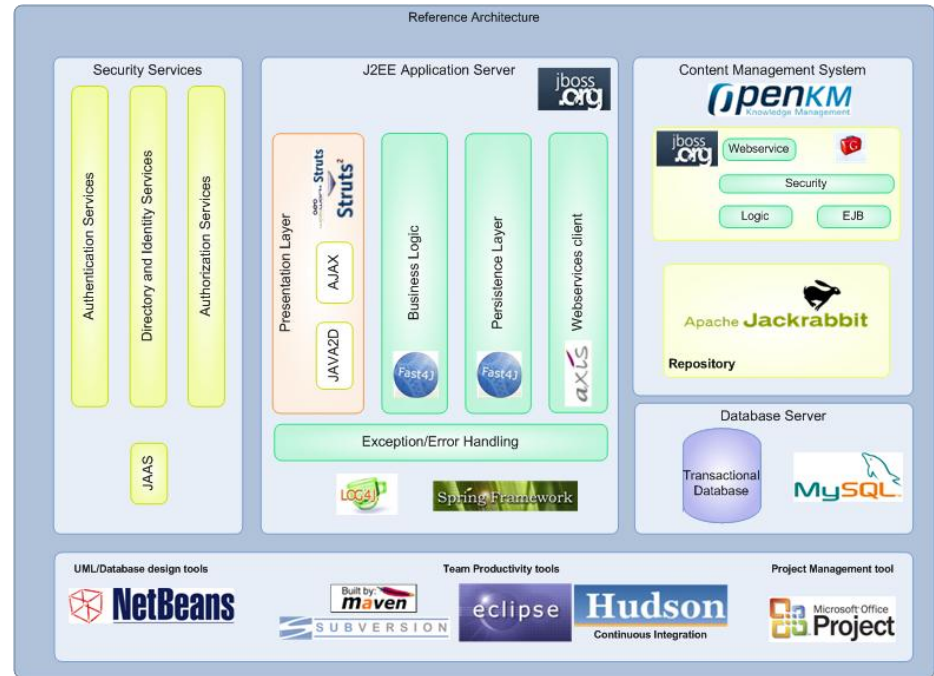 Reference Architecture
Security Services
Authentication Services
Directory and Identity Services
Authorization Services
JAAS
J2EE Application Server
jboss
.org
Presentation Layer
Struts
Struts²
AJAX
JAVA2D
Business Logic
Fast4J
Persistence Layer
Fast4J
Webservices client
axis
Exception/Error Handling
LOG4J
Spring Framework
Content Management System
OpenKM
Knowledge Management
jboss
.org
Webservice
G
Security
Logic
EJB
Apache Jackrabbit
Repository
Database Server
Transactional
Database
MySQL
UML/Database design tools
NetBeans
Team Productivity tools
Built by:
maven
SUBVERSION
eclipse
Hudson
Continuous Integration
Project Management tool
Microsoft Office
Project